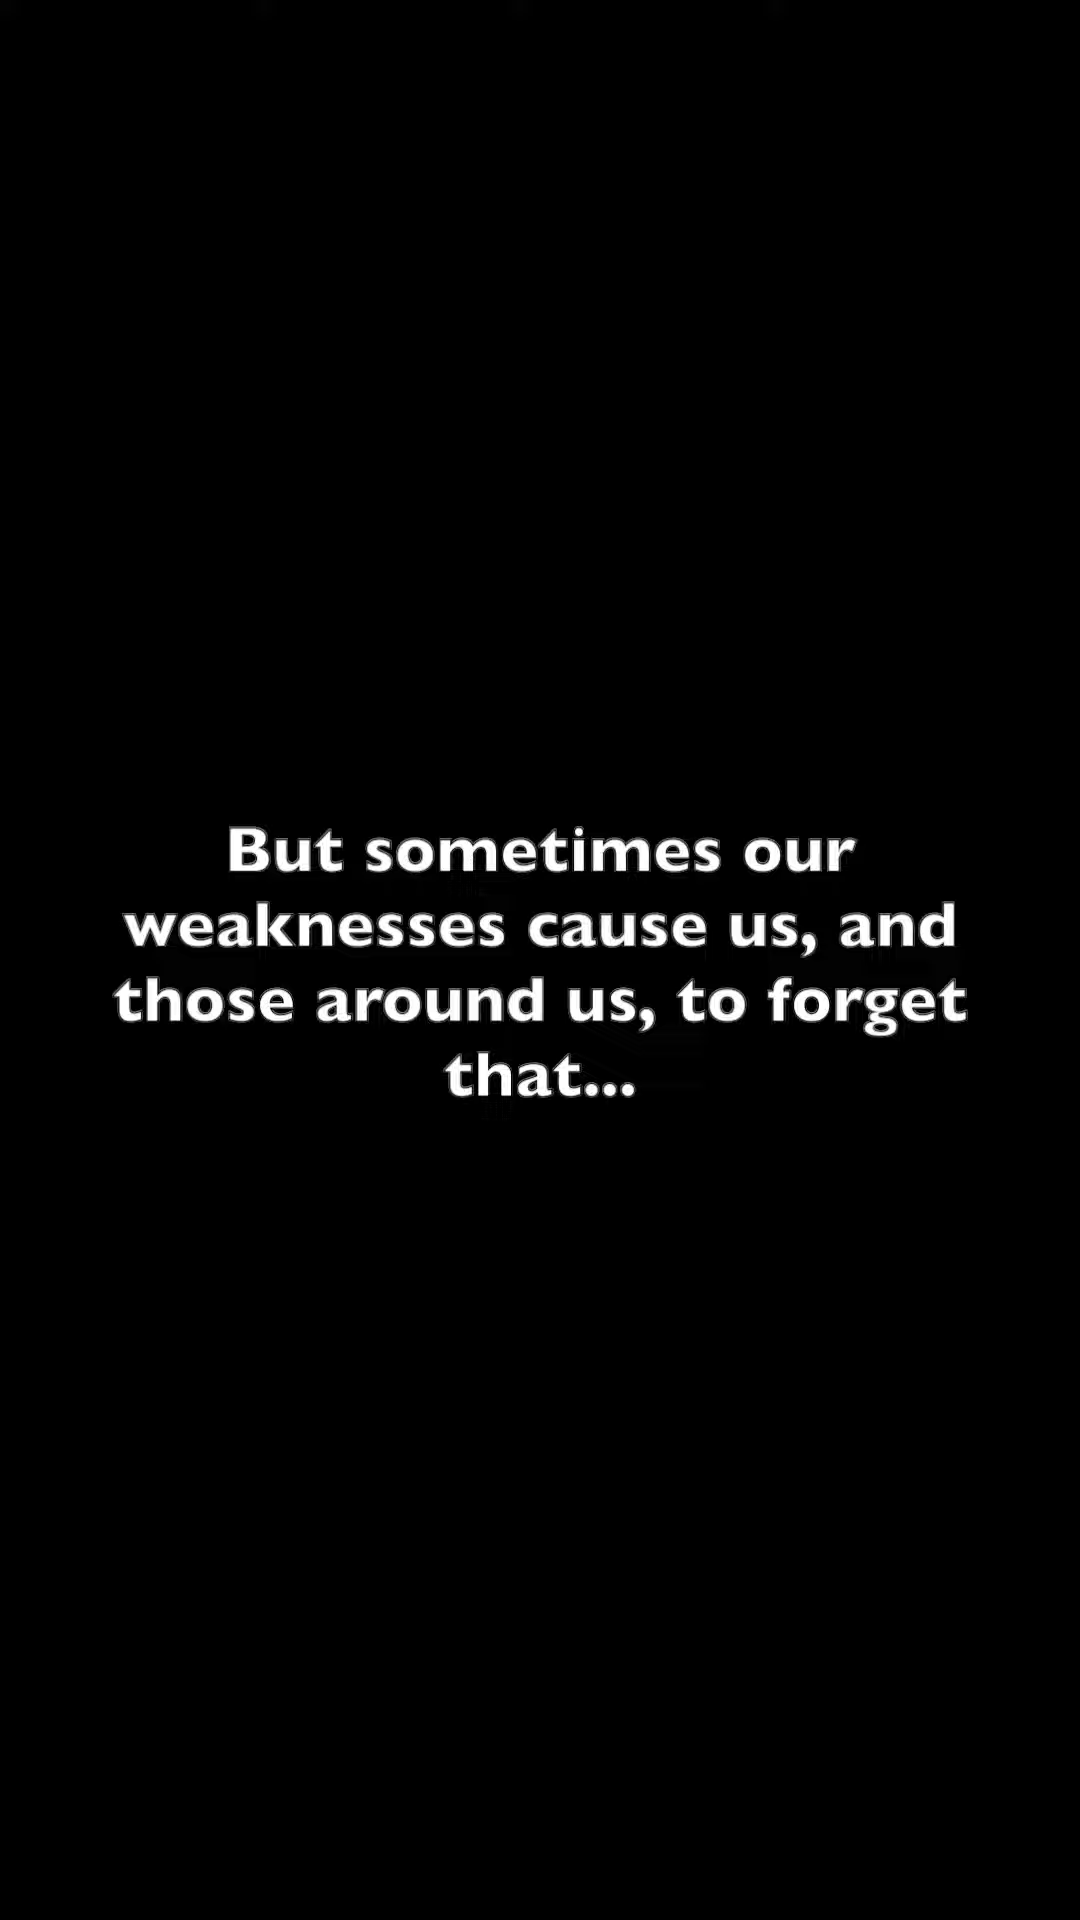 But sometimes our
weaknesses cause us, and
those around us, to forget
that...